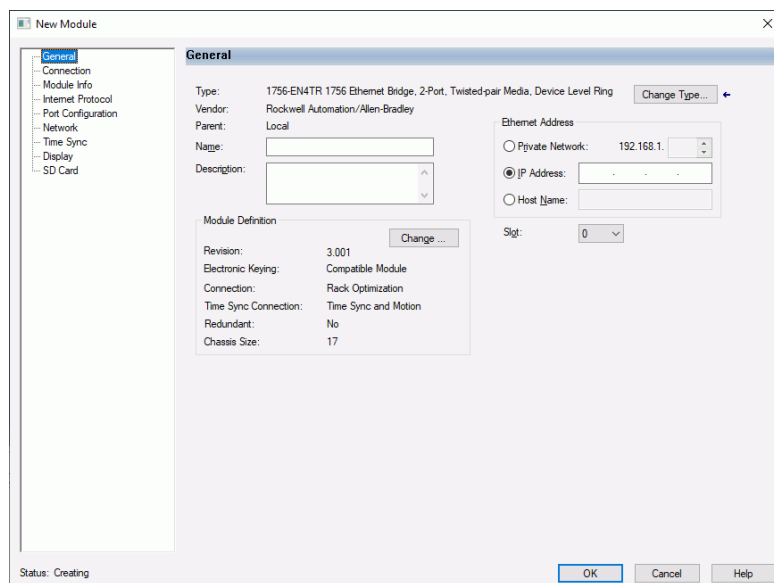 New Module
General
Connection
Module Info
Internet Protocol
Port Configuration
Network
Time Sync
Display
SD Card
General
Type: 1756-EN4TR 1756 Ethernet Bridge, 2-Port, Twisted-pair Media, Device Level Ring
Change Type...
Vendor: Rockwell Automation/Allen-Bradley
Parent: Local
Name:
Description:
Ethernet Address
Private Network: 192.168.1.
IP Address: . . .
Host Name:
Slot: 0
Module Definition
Change ...
Revision: 3.001
Electronic Keying: Compatible Module
Connection: Rack Optimization
Time Sync Connection: Time Sync and Motion
Redundant: No
Chassis Size: 17
Status: Creating
OK Cancel Help